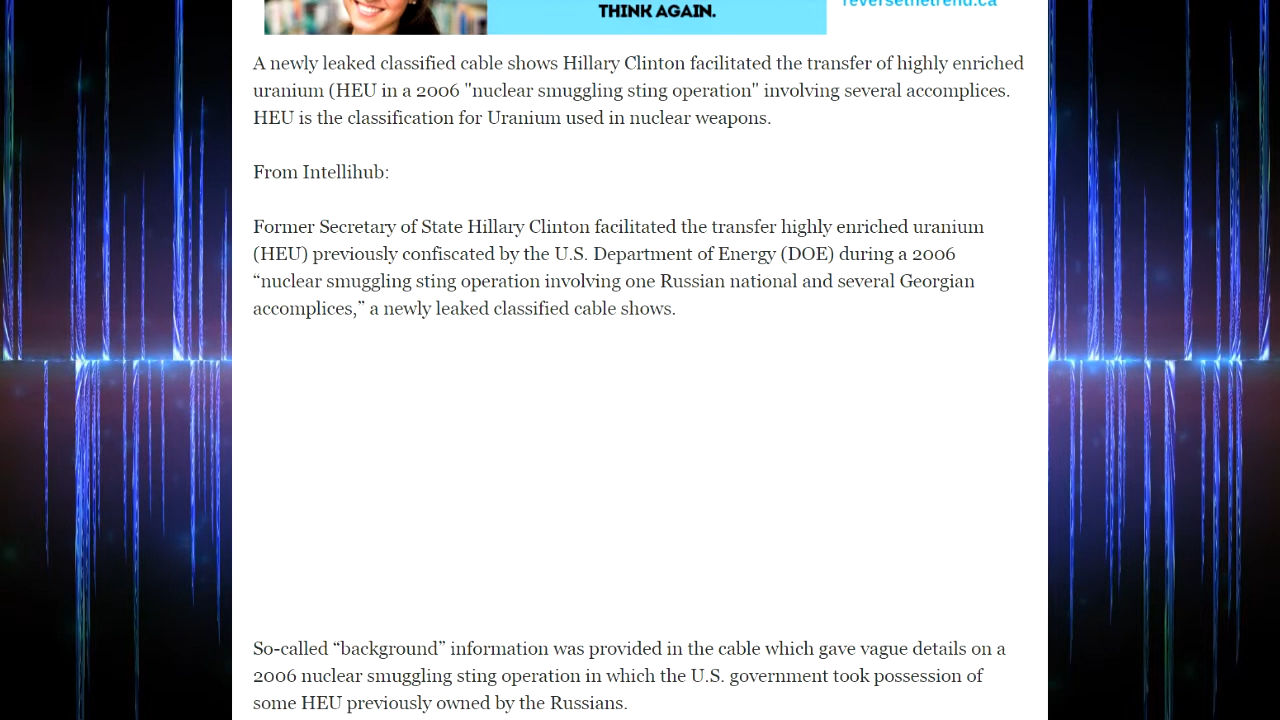 THINK AGAIN.
reversethetrend.ca
A newly leaked classified cable shows Hillary Clinton facilitated the transfer of highly enriched
uranium (HEU in a 2006 "nuclear smuggling sting operation" involving several accomplices.
HEU is the classification for Uranium used in nuclear weapons.
From Intellihub:
Former Secretary of State Hillary Clinton facilitated the transfer highly enriched uranium
(HEU) previously confiscated by the U.S. Department of Energy (DOE) during a 2006
“nuclear smuggling sting operation involving one Russian national and several Georgian
accomplices,” a newly leaked classified cable shows.
So-called “background” information was provided in the cable which gave vague details on a
2006 nuclear smuggling sting operation in which the U.S. government took possession of
some HEU previously owned by the Russians.